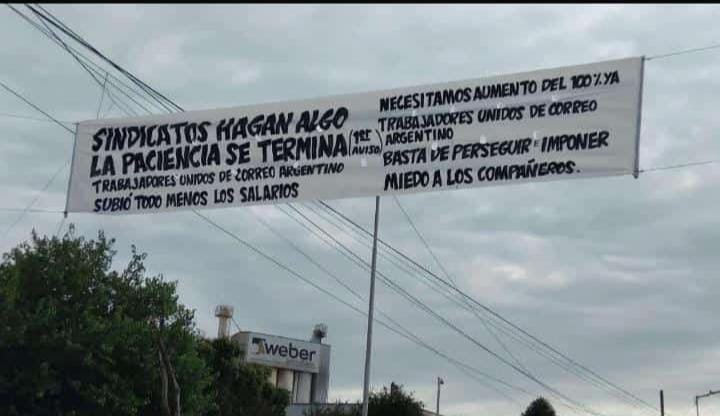 SINDICATOS HAGAN ALGO
LA PACIENCIA SE TERMINA (1ER AVISO)
TRABAJADORES UNIDOS DE CORREO ARGENTINO
SUBIÓ TODO MENOS LOS SALARIOS
NECESITAMOS AUMENTO DEL 100% YA
TRABAJADORES UNIDOS DE CORREO
ARGENTINO
BASTA DE PERSEGUIR E IMPONER
MIEDO A LOS COMPAÑEROS.
weber